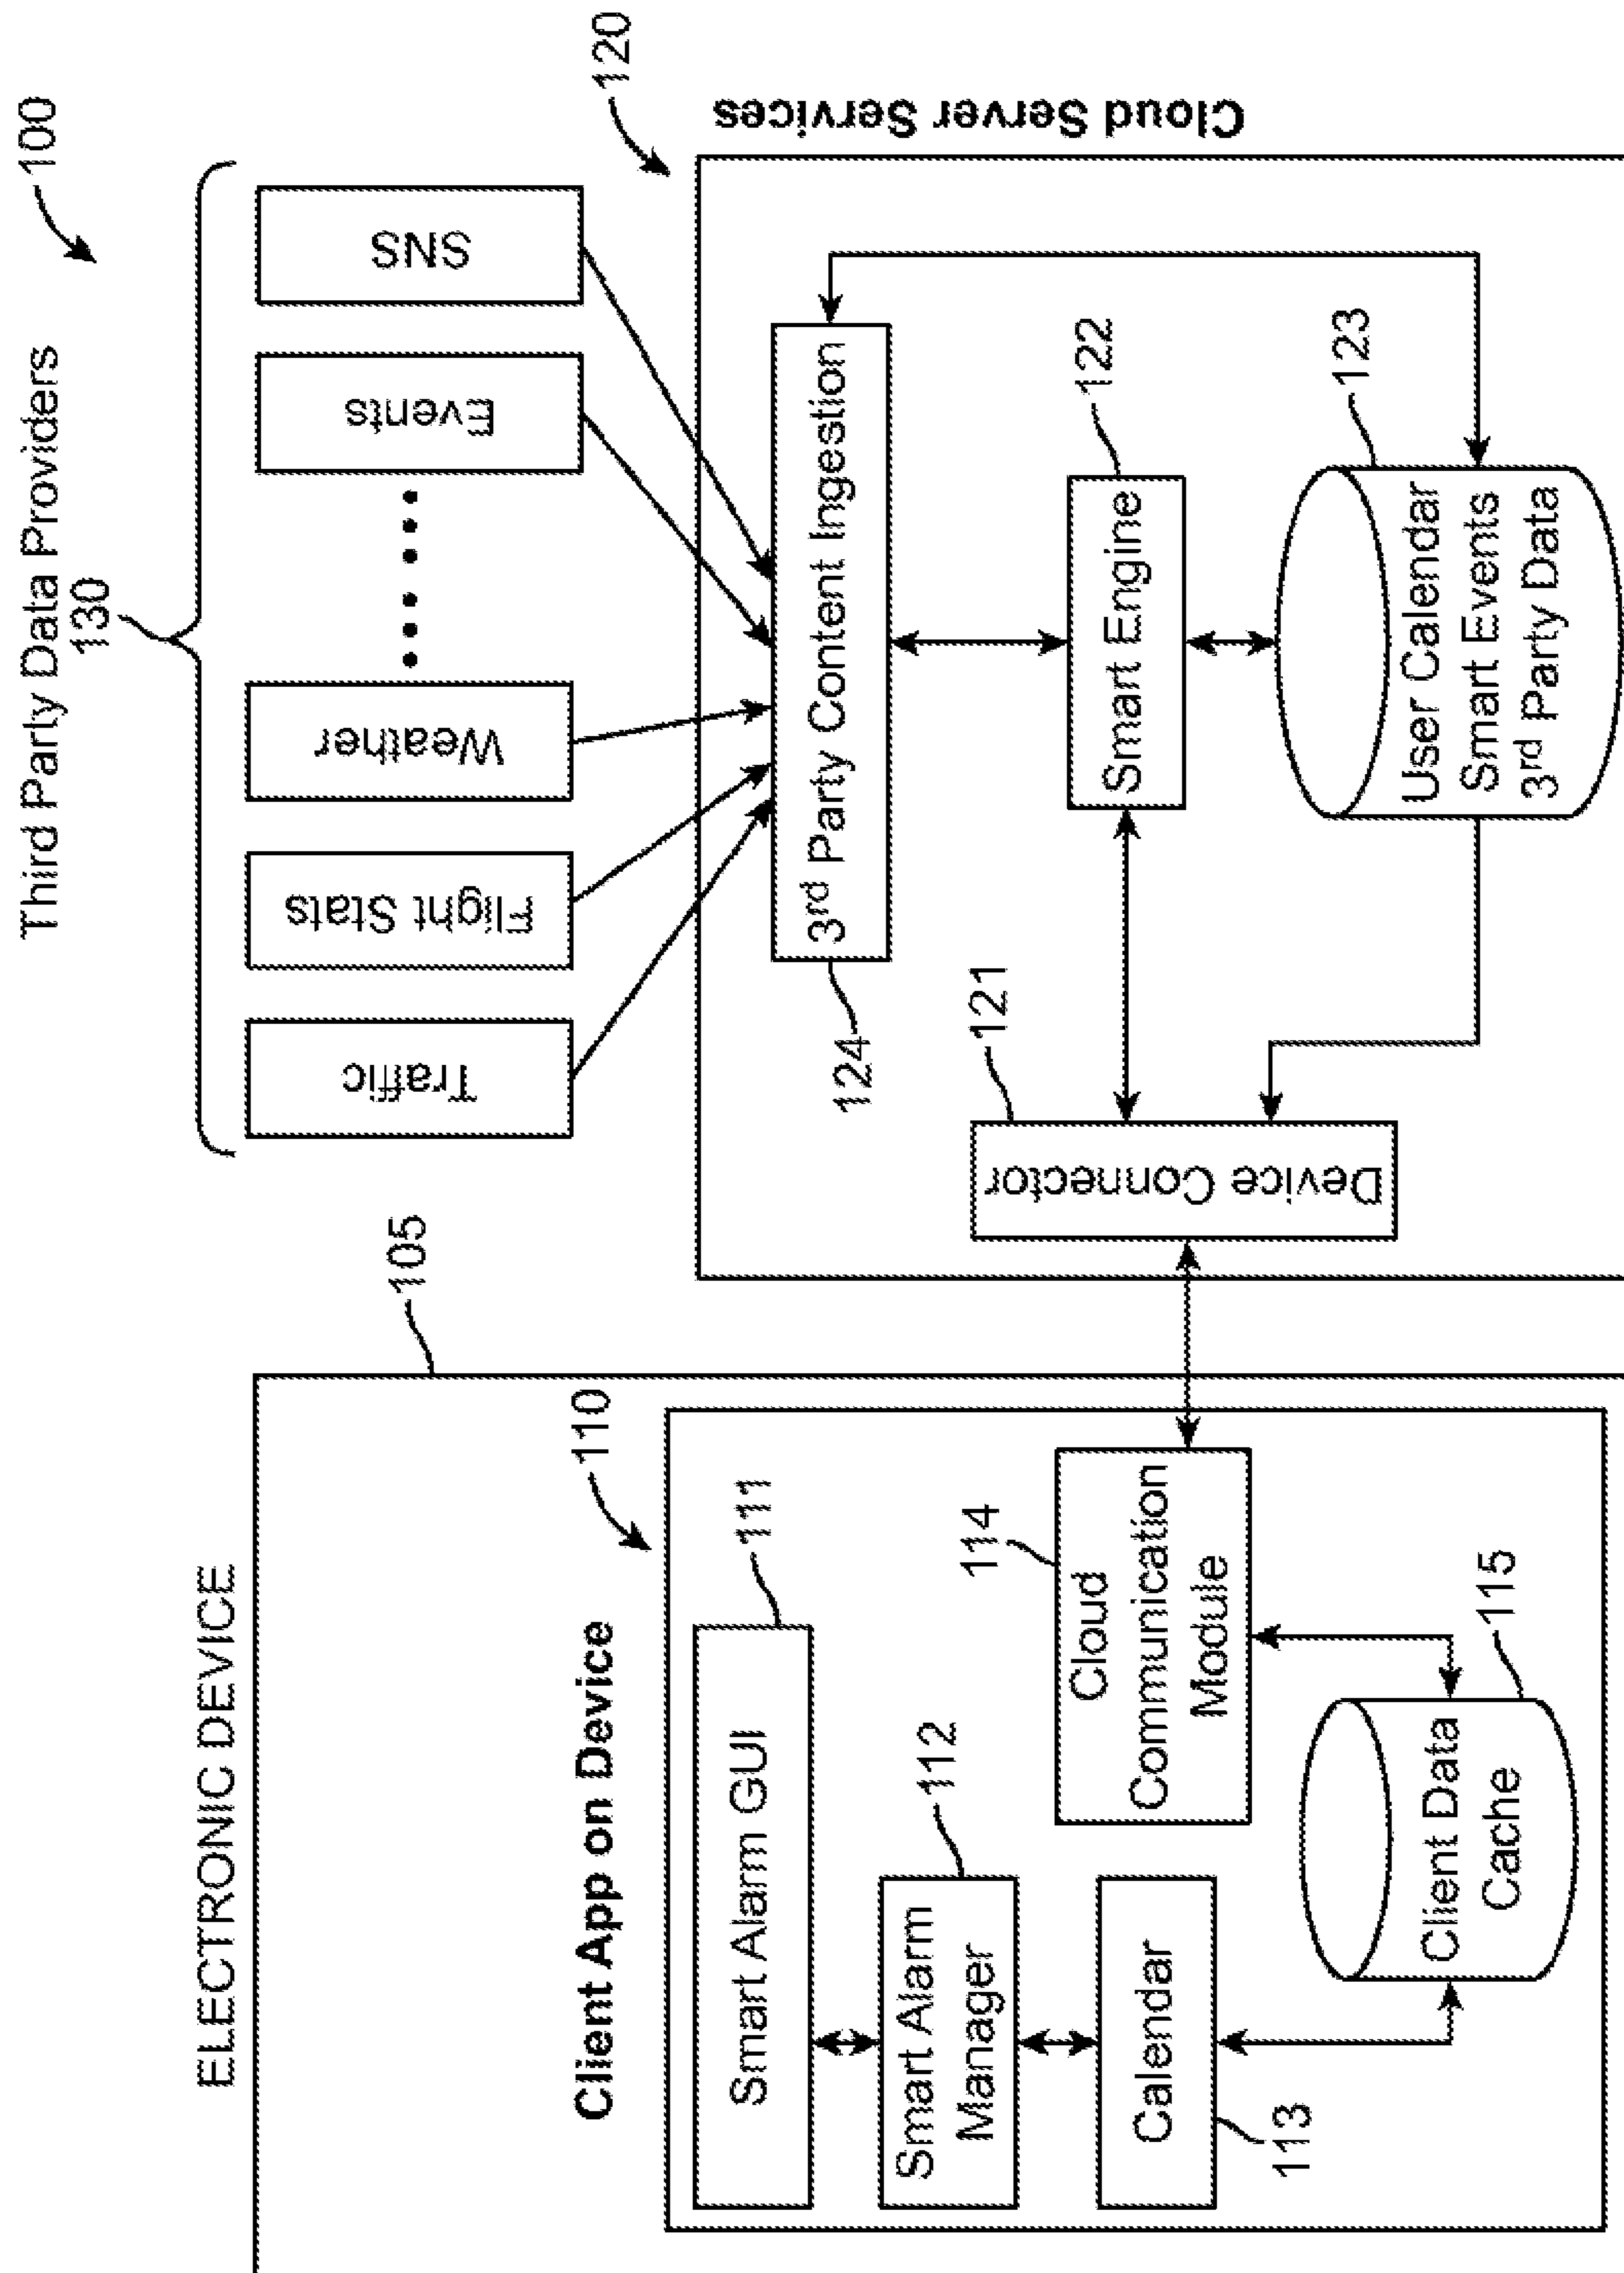 Third Party Data Providers
130
100
Traffic
Flight Stats
Weather
Events
SNS
ELECTRONIC DEVICE
105
Client App on Device
110
Smart Alarm GUI
111
Smart Alarm
Manager
112
Calendar
113
Cloud
Communication
Module
114
Client Data
Cache
115
120
Cloud Server Services
3rd Party Content Ingestion
124
Device Connector
121
Smart Engine
122
User Calendar
Smart Events
3rd Party Data
123